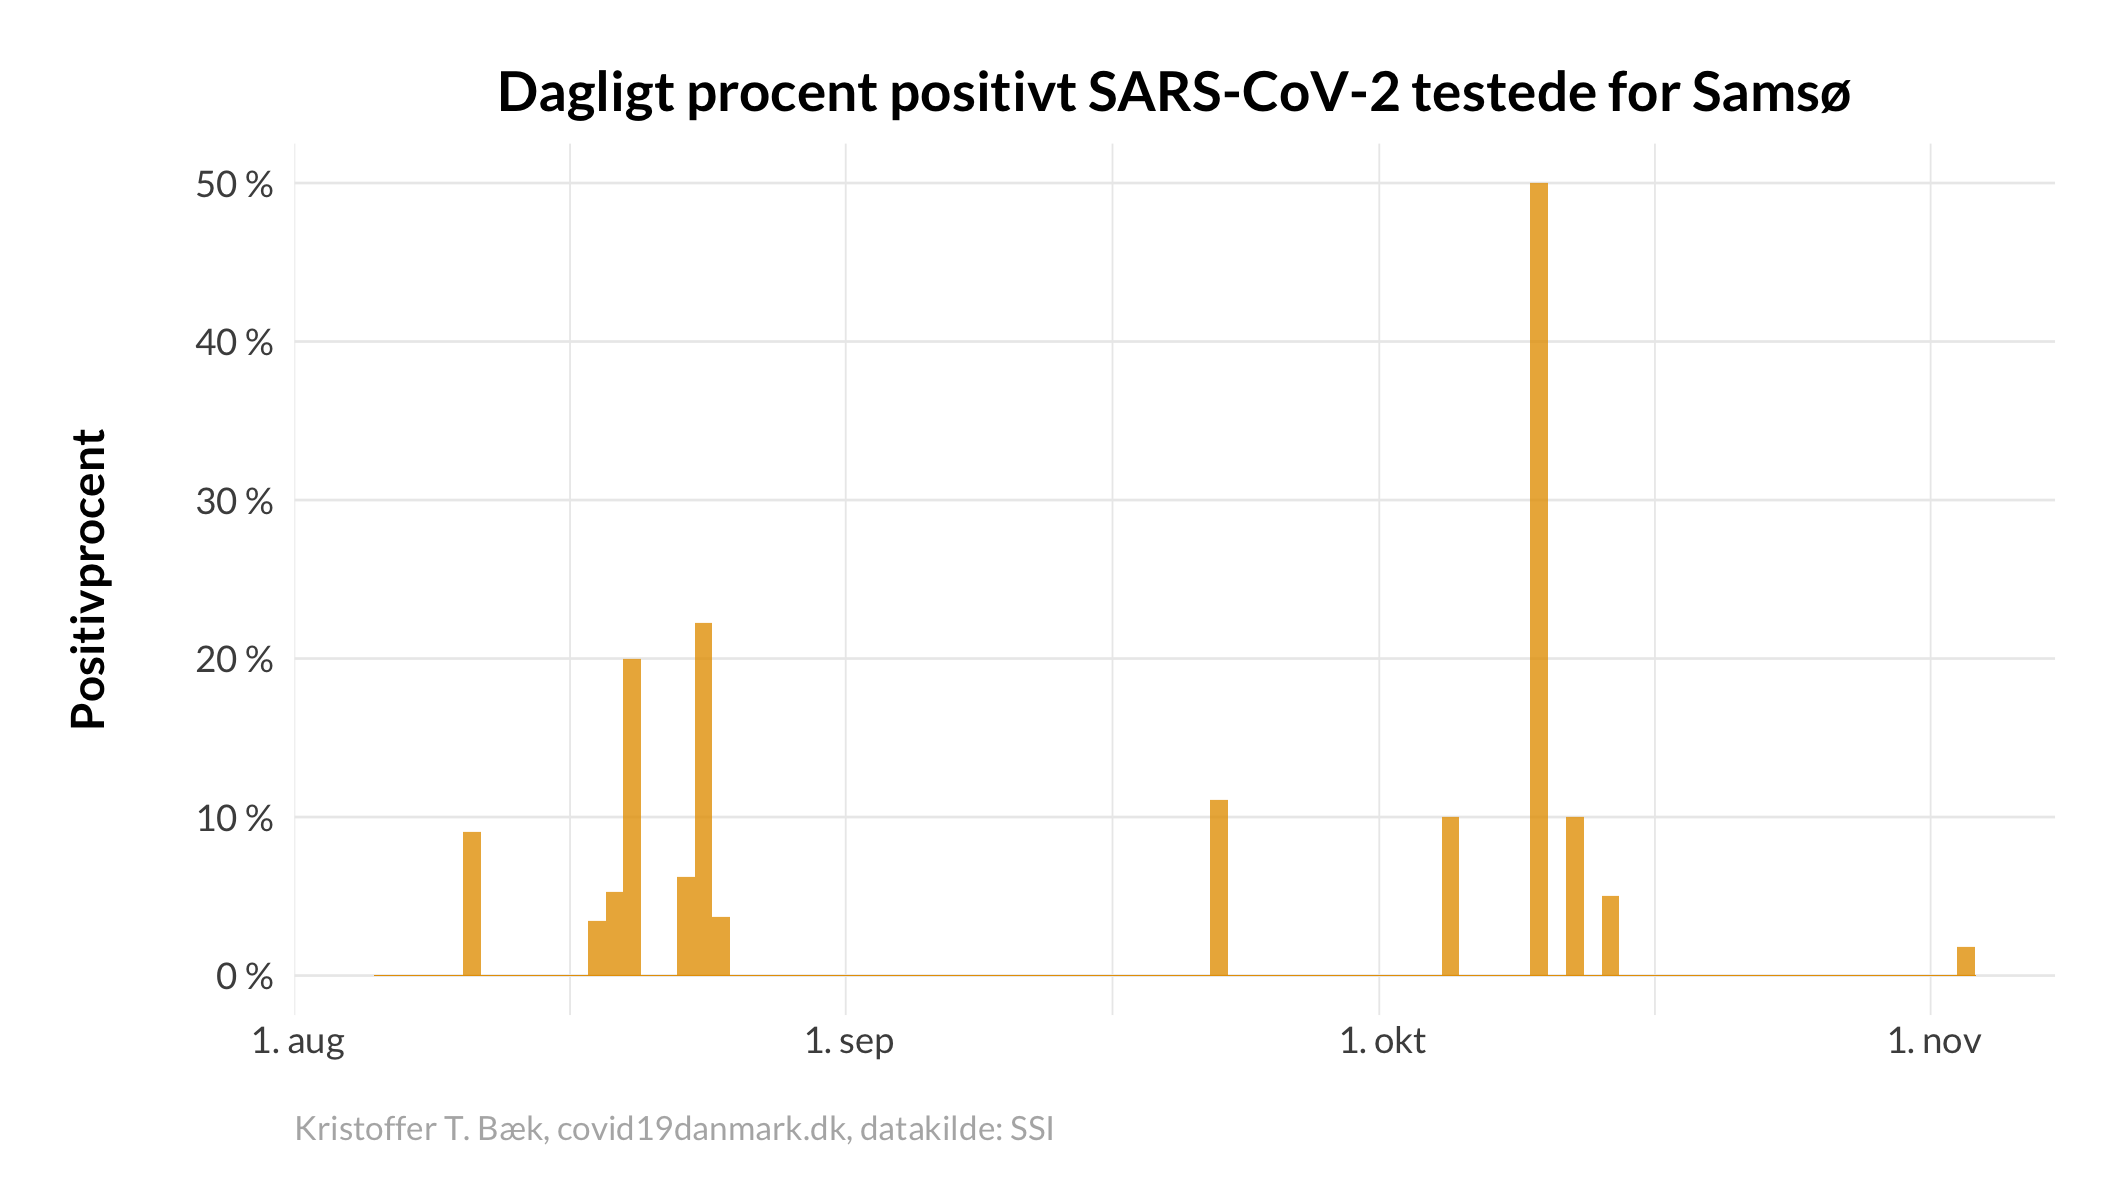 Dagligt procent positivt SARS-CoV-2 testede for Samsø
Positivprocent
50 %
40 %
30 %
20 %
10 %
0 %
1. aug
1. sep
1. okt
1. nov
Kristoffer T. Bæk, covid19danmark.dk, datakilde: SSI